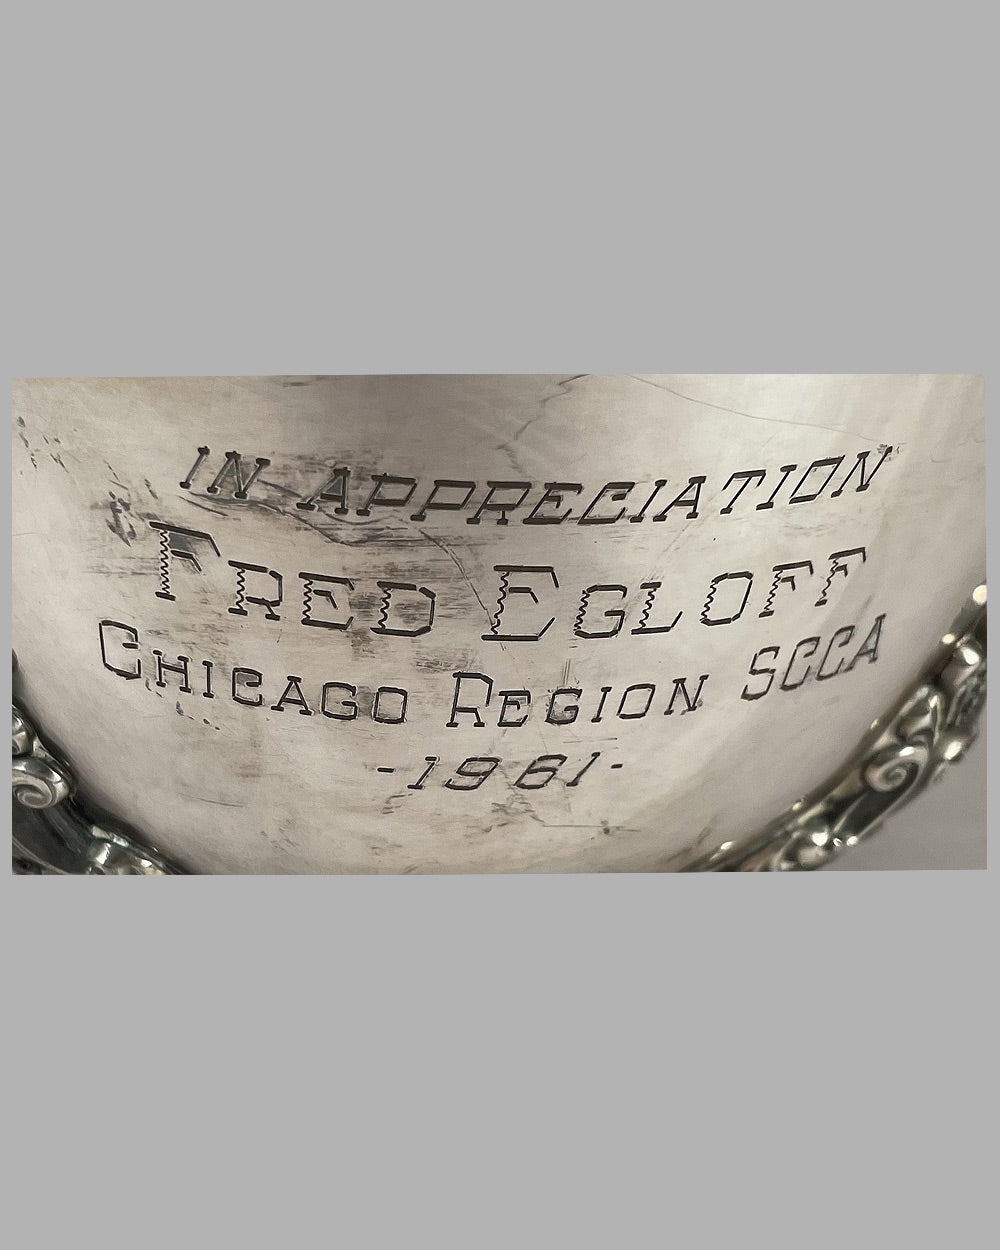 IN APPRECIATION
FRED EGLOFF
CHICAGO REGION SCCA
-1961-